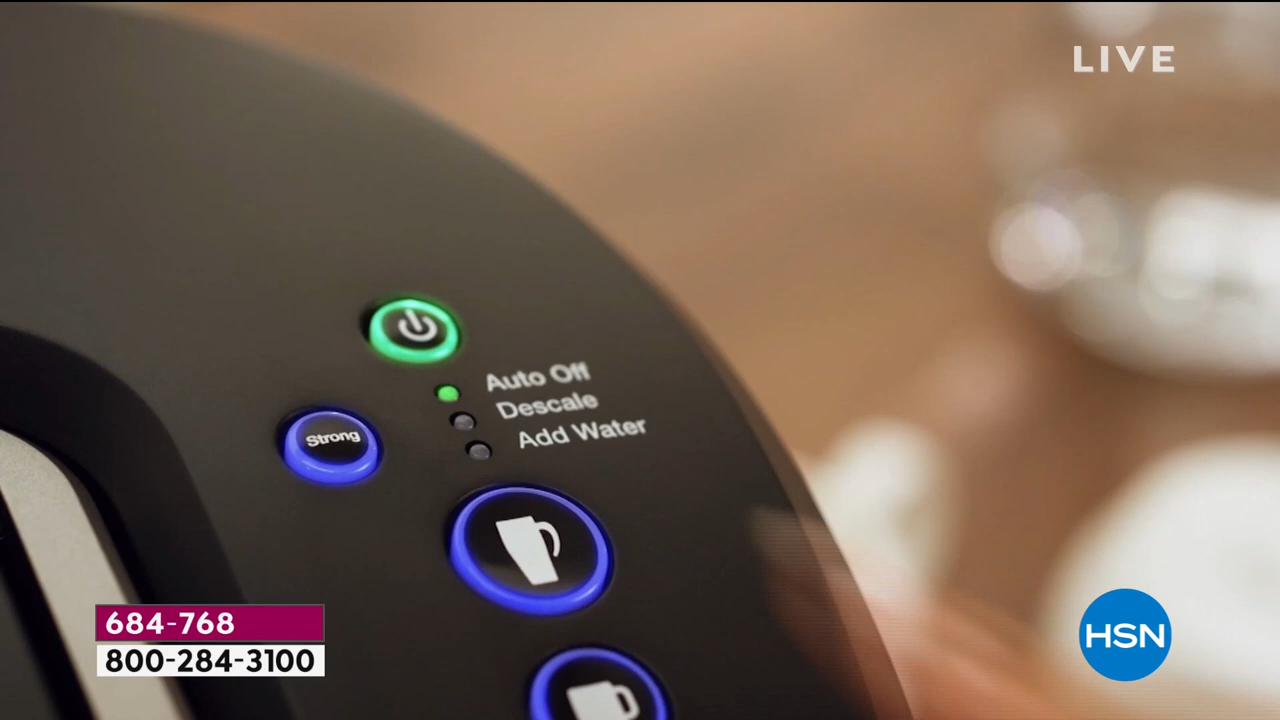 LIVE
Auto Off
Descale
Add Water
Strong
684-768
800-284-3100
HSN